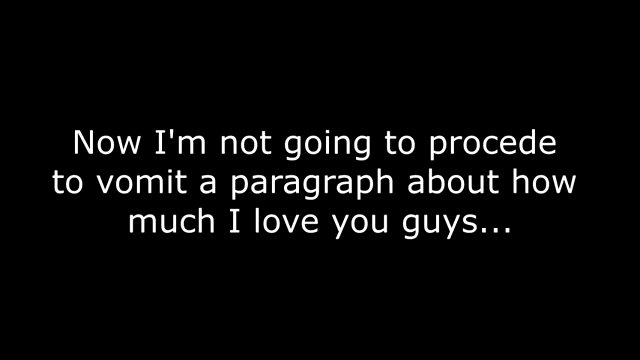 Now I'm not going to procede
to vomit a paragraph about how
much I love you guys...